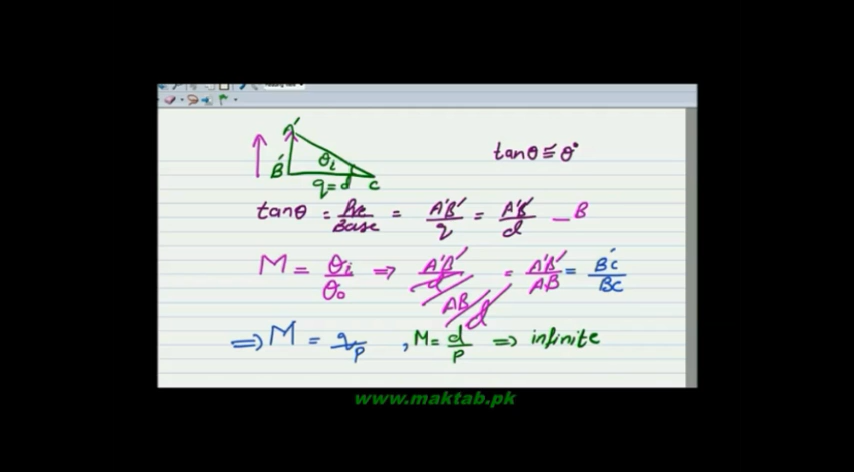 A′
B′ θi
q=d c
tanθ ≅ θ°
tanθ = Per/Base = A′B′/q = A′B′/d — B
M = θi/θo ⇒ A′B′/d / AB/d = A′B′/AB = B′C/BC
⇒ M = q/p , M = d/p ⇒ infinite
www.maktab.pk